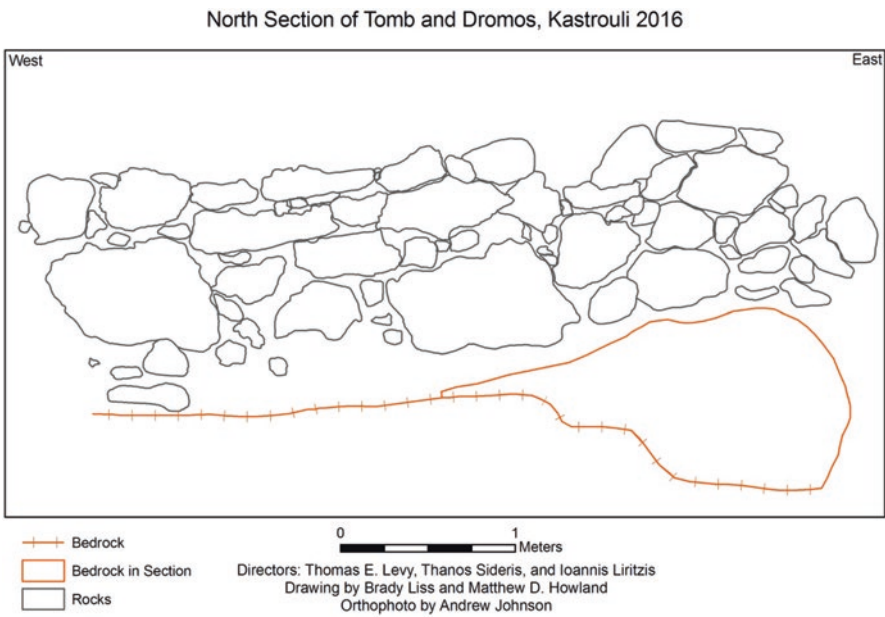 North Section of Tomb and Dromos, Kastrouli 2016
West East
0 1
Meters
Bedrock
Bedrock in Section
Rocks
Directors: Thomas E. Levy, Thanos Sideris, and Ioannis Liritzis
Drawing by Brady Liss and Matthew D. Howland
Orthophoto by Andrew Johnson